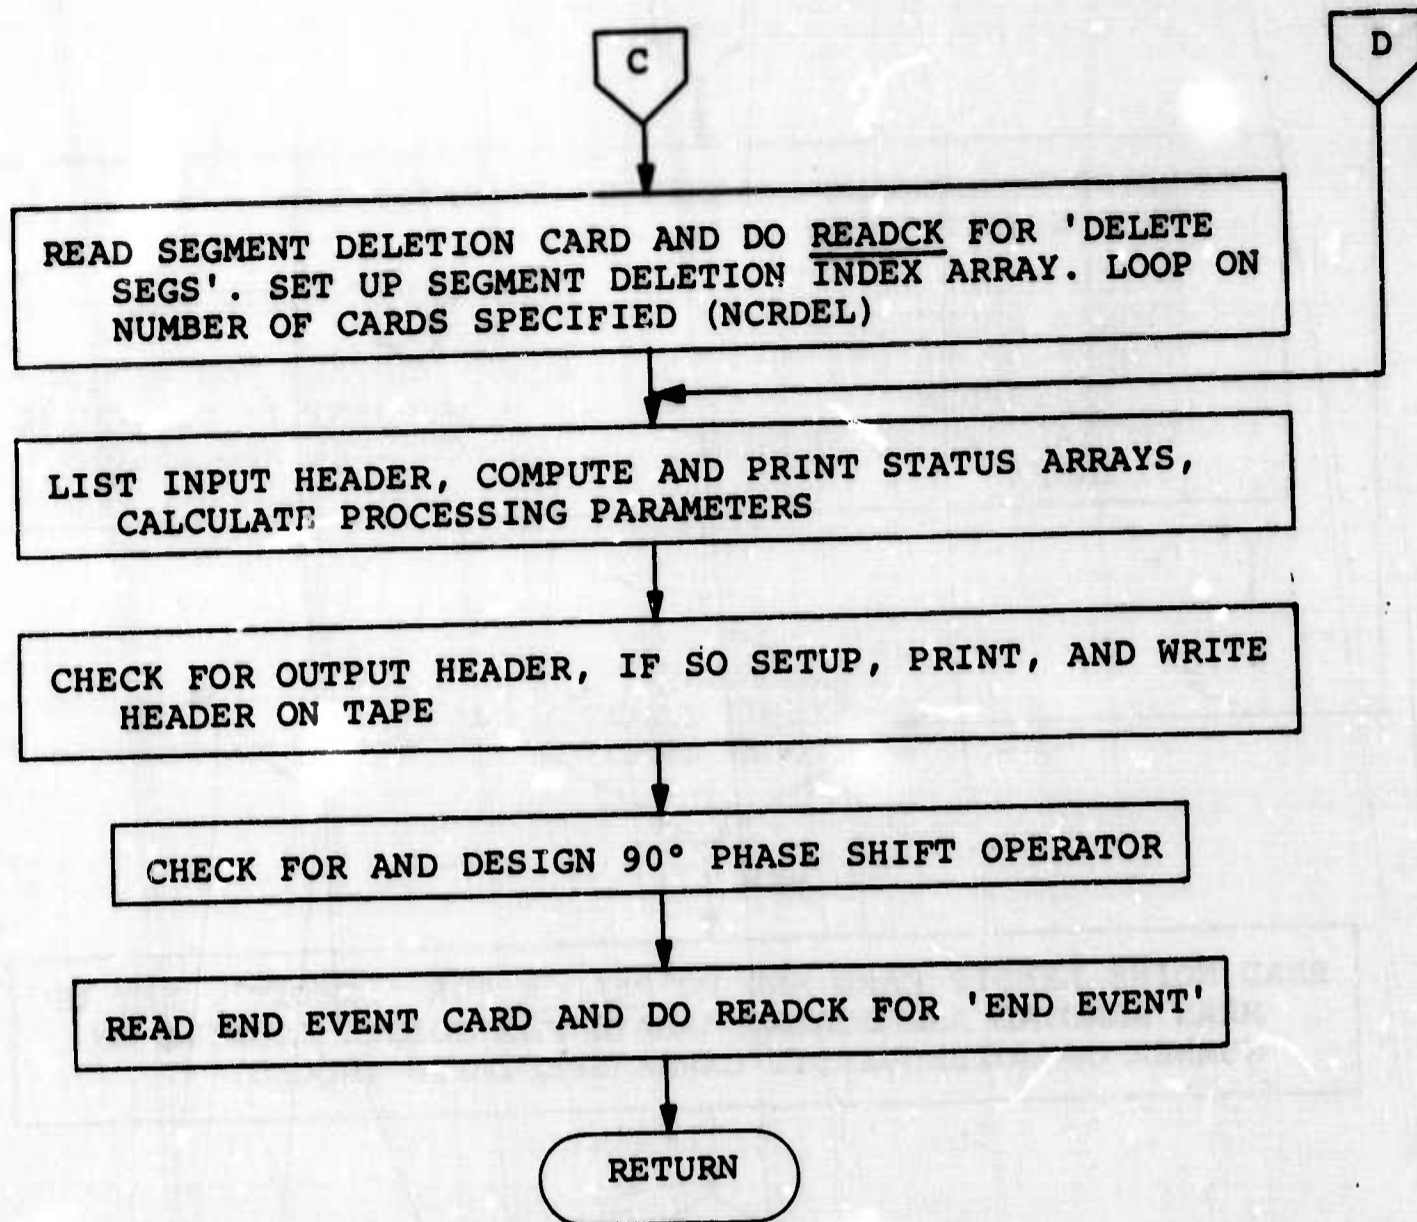 C
D
READ SEGMENT DELETION CARD AND DO READCK FOR 'DELETE
SEGS'. SET UP SEGMENT DELETION INDEX ARRAY. LOOP ON
NUMBER OF CARDS SPECIFIED (NCRDEL)
LIST INPUT HEADER, COMPUTE AND PRINT STATUS ARRAYS,
CALCULATE PROCESSING PARAMETERS
CHECK FOR OUTPUT HEADER, IF SO SETUP, PRINT, AND WRITE
HEADER ON TAPE
CHECK FOR AND DESIGN 90° PHASE SHIFT OPERATOR
READ END EVENT CARD AND DO READCK FOR 'END EVENT'
RETURN